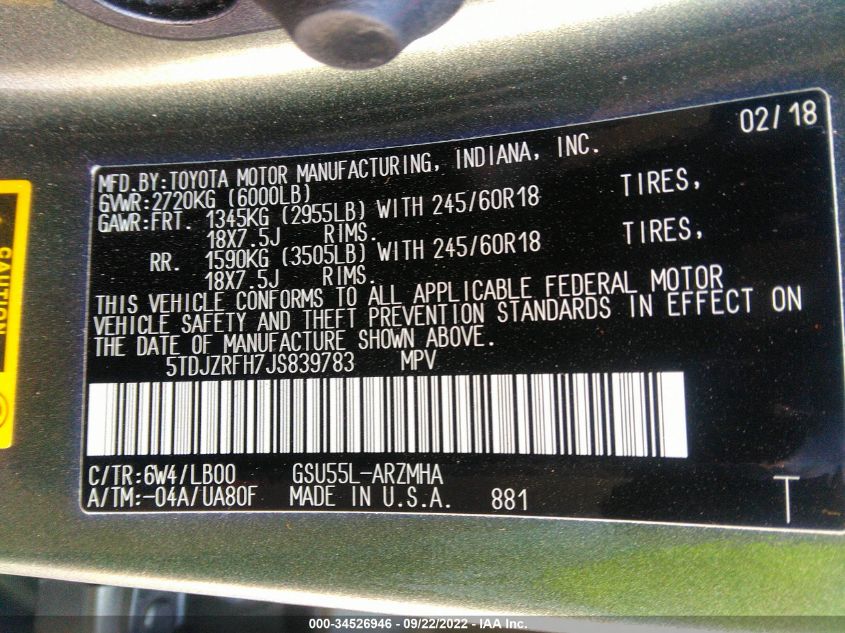 02/18
MFD.BY:TOYOTA MOTOR MANUFACTURING, INDIANA, INC.
GVWR:2720KG (6000LB)
GAWR:FRT. 1345KG (2955LB) WITH 245/60R18 TIRES,
18X7.5J RIMS.
RR. 1590KG (3505LB) WITH 245/60R18 TIRES,
18X7.5J RIMS.
THIS VEHICLE CONFORMS TO ALL APPLICABLE FEDERAL MOTOR
VEHICLE SAFETY AND THEFT PREVENTION STANDARDS IN EFFECT ON
THE DATE OF MANUFACTURE SHOWN ABOVE.
5TDJZRFH7JS839783 MPV
C/TR:6W4/LB00 GSU55L-ARZMHA
A/TM:-04A/UA80F MADE IN U.S.A. 881 T
CAUTION
000-34526946 - 09/22/2022 - IAA Inc.